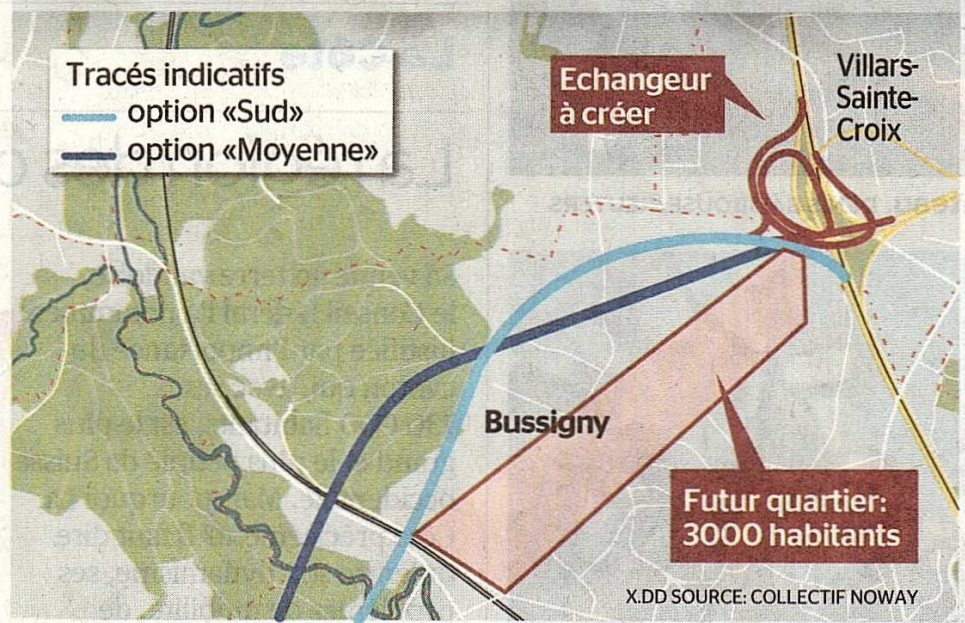 Tracés indicatifs
option «Sud»
option «Moyenne»
Echangeur
à créer
Villars-
Sainte-
Croix
Bussigny
Futur quartier:
3000 habitants
X.DD SOURCE: COLLECTIF NOWAY